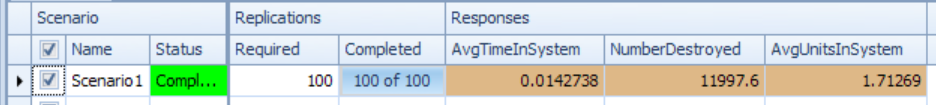 Scenario Replications Responses
Name Status Required Completed AvgTimeInSystem NumberDestroyed AvgUnitsInSystem
Scenario1 Compl... 100 100 of 100 0.0142738 11997.6 1.71269